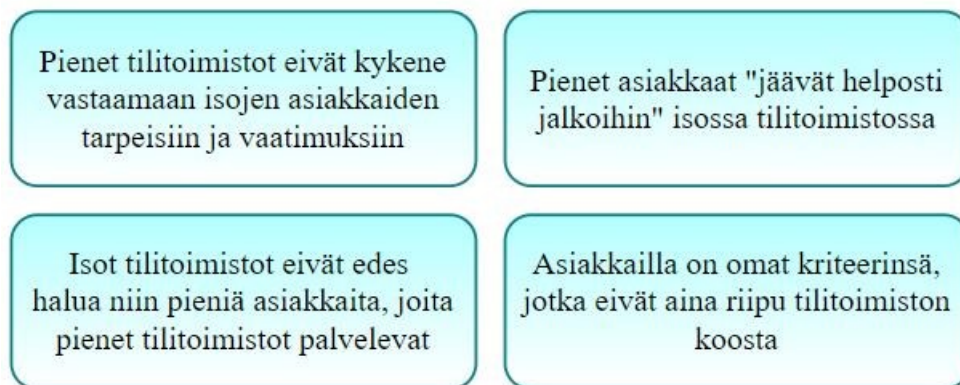 Pienet tilitoimistot eivät kykene
vastaamaan isojen asiakkaiden
tarpeisiin ja vaatimuksiin
Pienet asiakkaat "jäävät helposti
jalkoihin" isossa tilitoimistossa
Isot tilitoimistot eivät edes
halua niin pieniä asiakkaita, joita
pienet tilitoimistot palvelevat
Asiakkailla on omat kriteerinsä,
jotka eivät aina riipu tilitoimiston
koosta